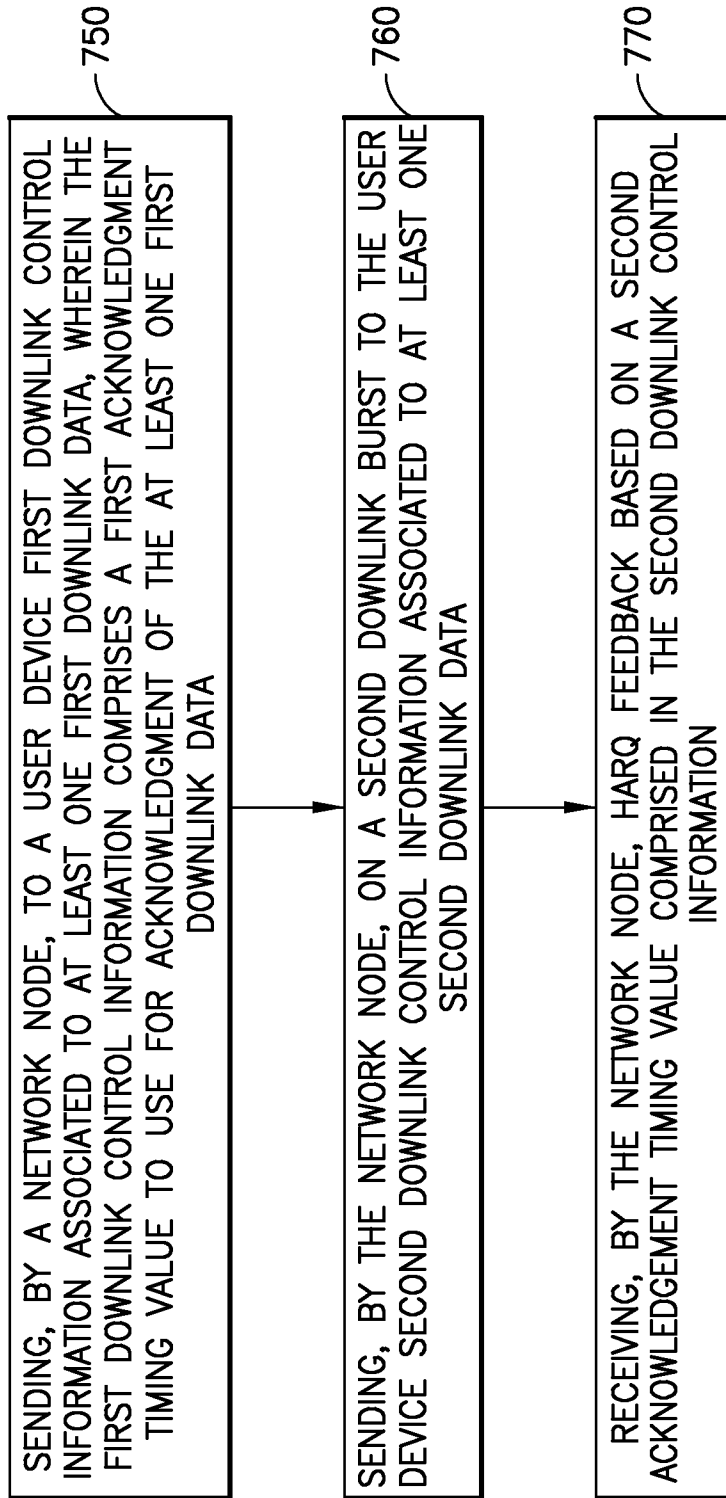 SENDING, BY A NETWORK NODE, TO A USER DEVICE FIRST DOWNLINK CONTROL
INFORMATION ASSOCIATED TO AT LEAST ONE FIRST DOWNLINK DATA, WHEREIN THE
FIRST DOWNLINK CONTROL INFORMATION COMPRISES A FIRST ACKNOWLEDGMENT
TIMING VALUE TO USE FOR ACKNOWLEDGMENT OF THE AT LEAST ONE FIRST
DOWNLINK DATA
750
SENDING, BY THE NETWORK NODE, ON A SECOND DOWNLINK BURST TO THE USER
DEVICE SECOND DOWNLINK CONTROL INFORMATION ASSOCIATED TO AT LEAST ONE
SECOND DOWNLINK DATA
760
RECEIVING, BY THE NETWORK NODE, HARQ FEEDBACK BASED ON A SECOND
ACKNOWLEDGEMENT TIMING VALUE COMPRISED IN THE SECOND DOWNLINK CONTROL
INFORMATION
770